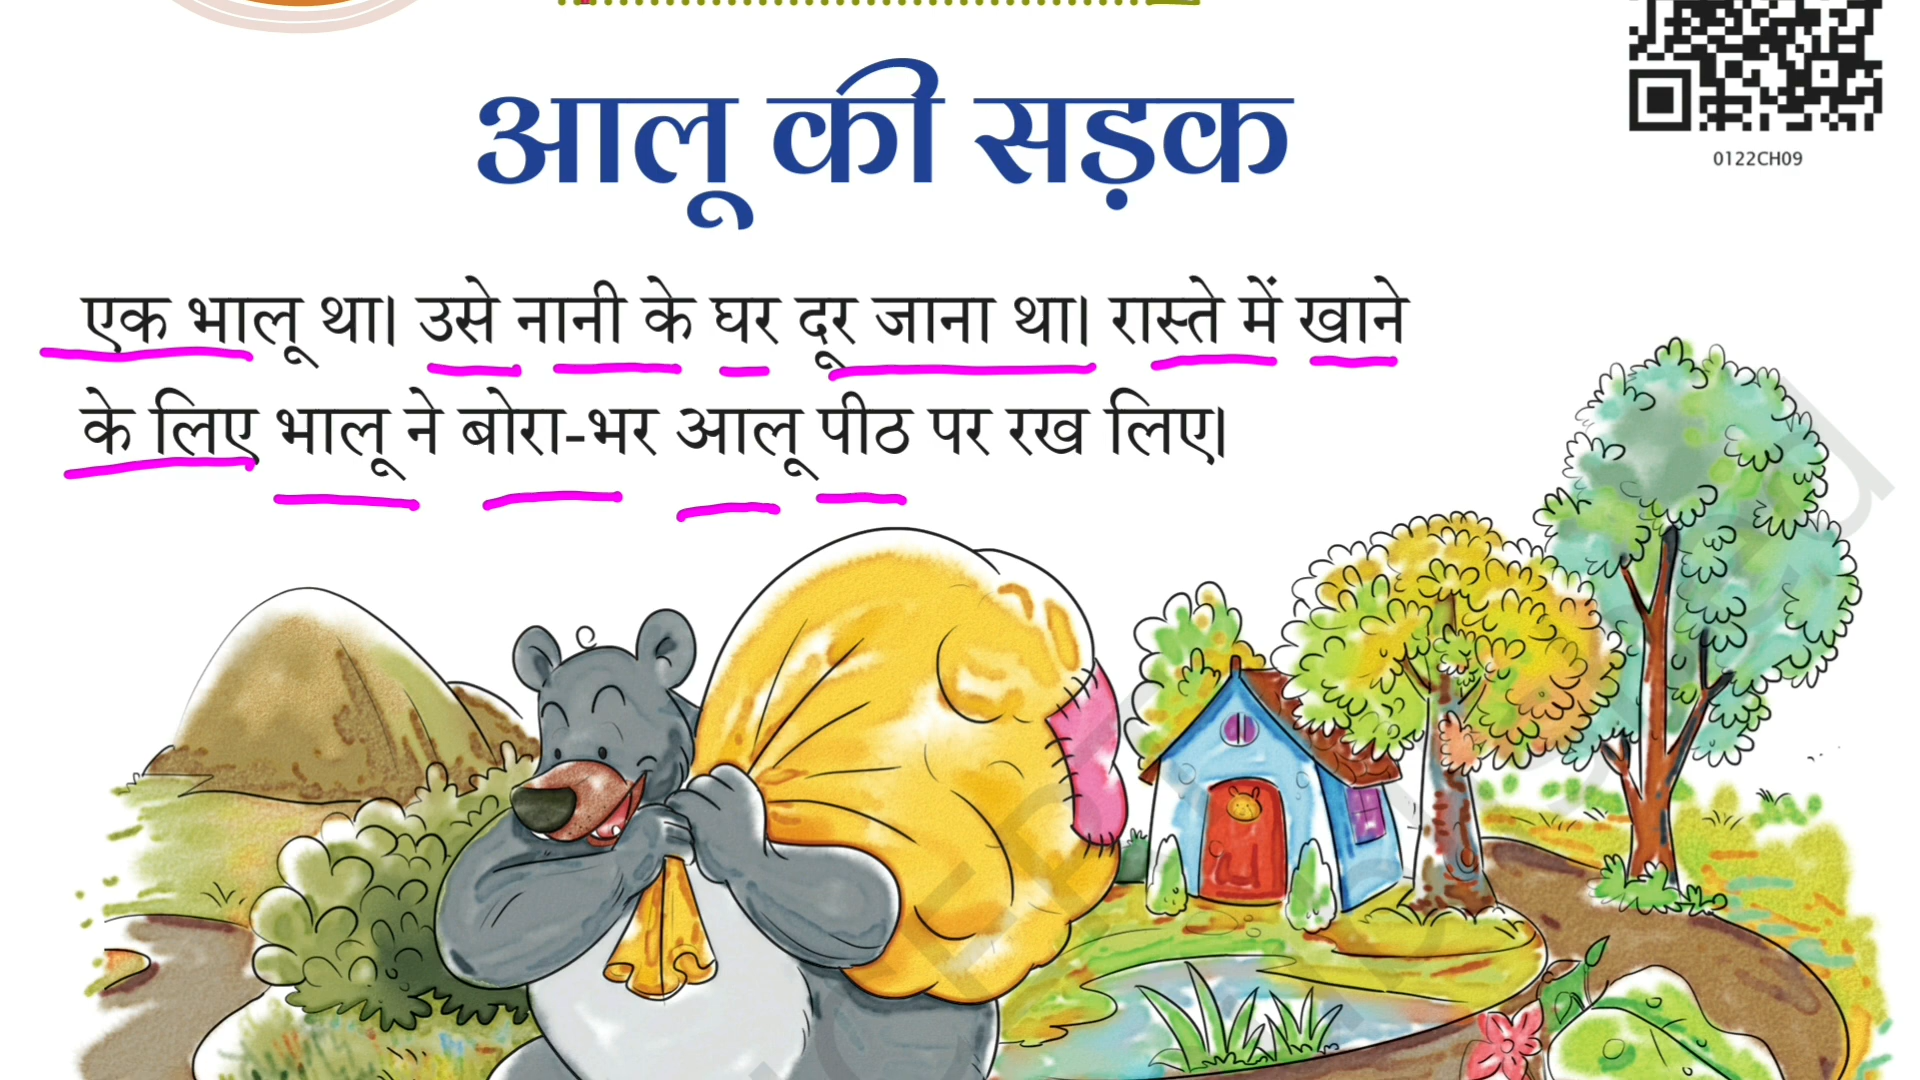 0122CH09
आलू की सड़क
एक भालू था। उसे नानी के घर दूर जाना था। रास्ते में खाने
के लिए भालू ने बोरा-भर आलू पीठ पर रख लिए।